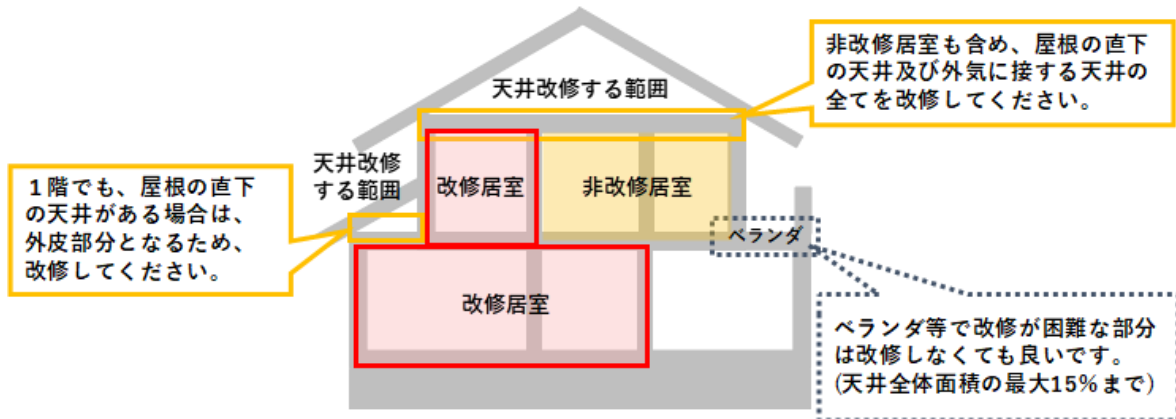 非改修居室も含め、屋根の直下
の天井及び外気に接する天井の
全てを改修してください。
天井改修する範囲
天井改修
する範囲
１階でも、屋根の直下
の天井がある場合は、
外皮部分となるため、
改修してください。
改修居室
非改修居室
ベランダ
改修居室
ベランダ等で改修が困難な部分
は改修しなくても良いです。
(天井全体面積の最大15%まで)